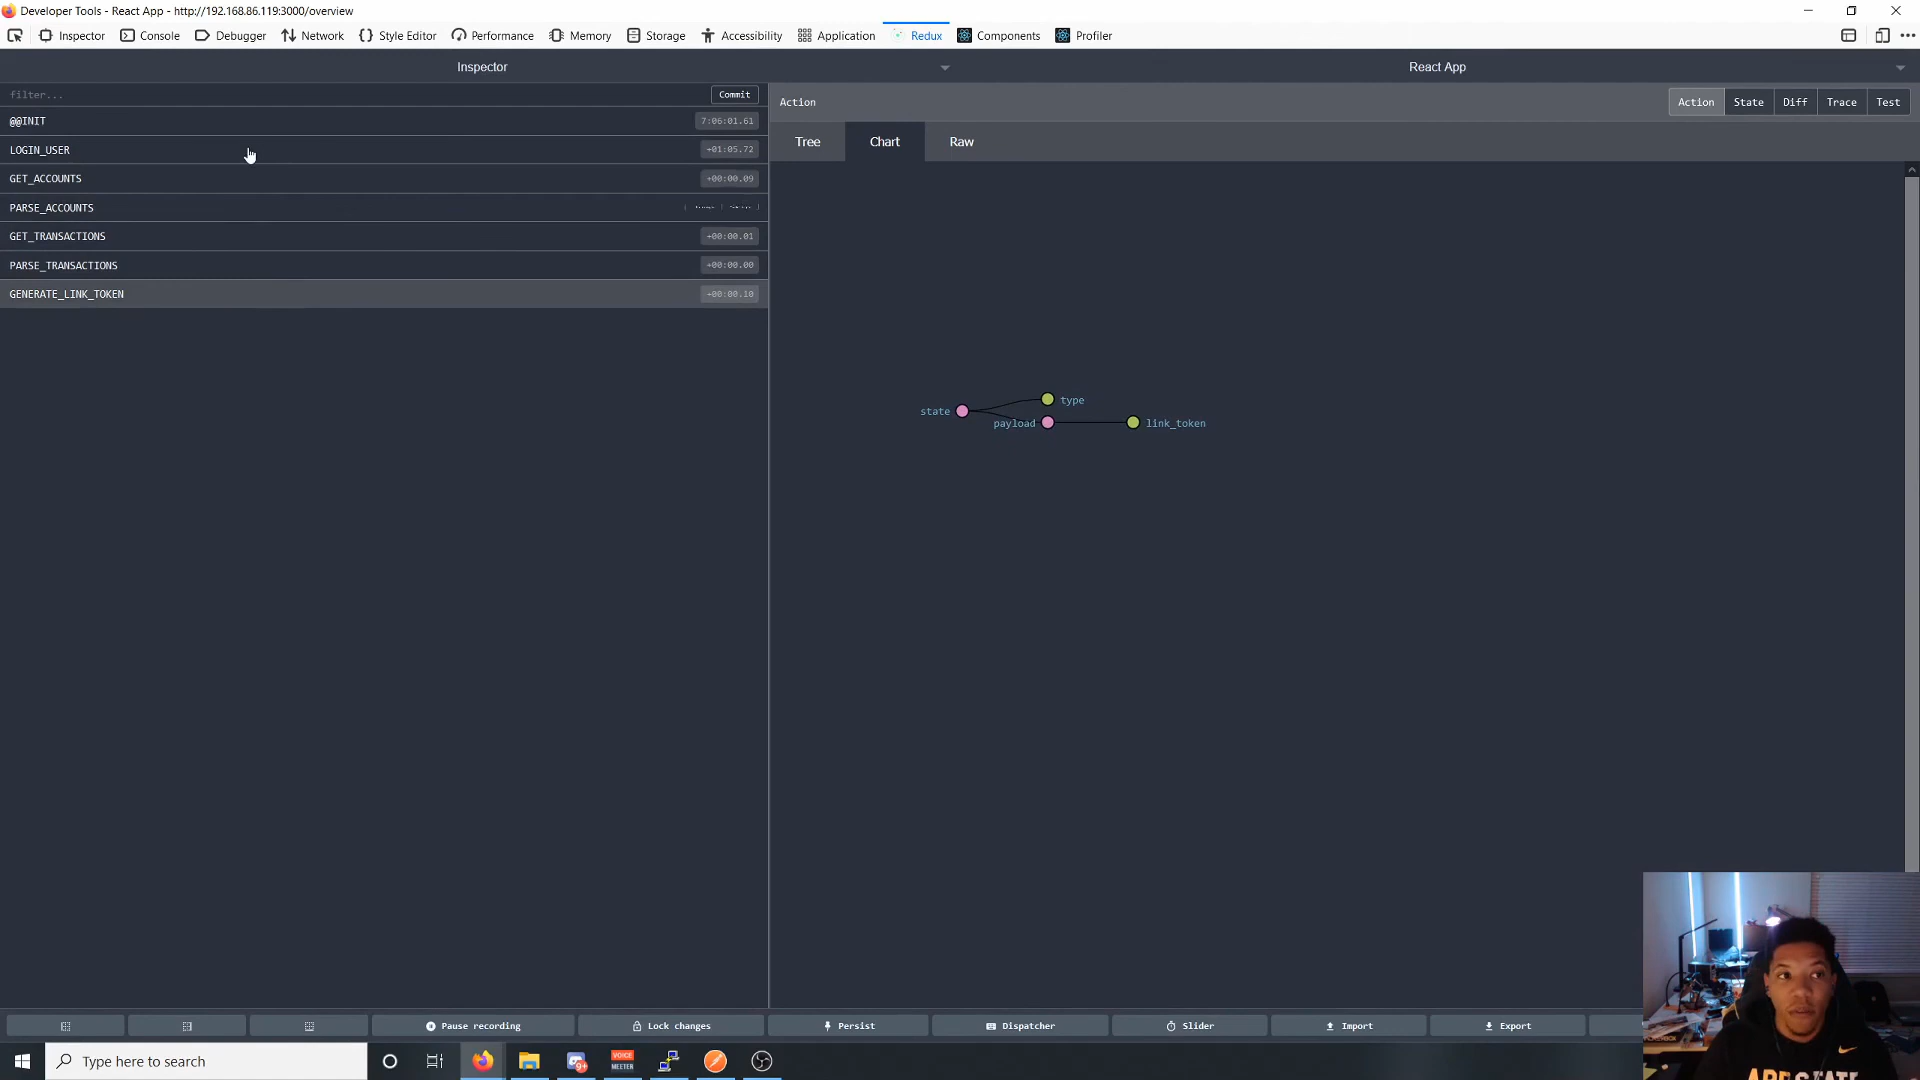 Developer Tools - React App - http://192.168.86.119:3000/overview
Inspector Console Debugger Network {} Style Editor Performance Memory Storage Accessibility Application Redux Components Profiler
Inspector React App
filter... Commit
@@INIT 7:06:01.61
LOGIN_USER +01:05.72
GET_ACCOUNTS +00:00.09
PARSE_ACCOUNTS
GET_TRANSACTIONS +00:00.01
PARSE_TRANSACTIONS +00:00.00
GENERATE_LINK_TOKEN +00:00.10
Action Action State Diff Trace Test
Tree Chart Raw
state
type
payload
link_token
Pause recording Lock changes Persist Dispatcher Slider Import Export
Type here to search
9+
VOICE
MEETER